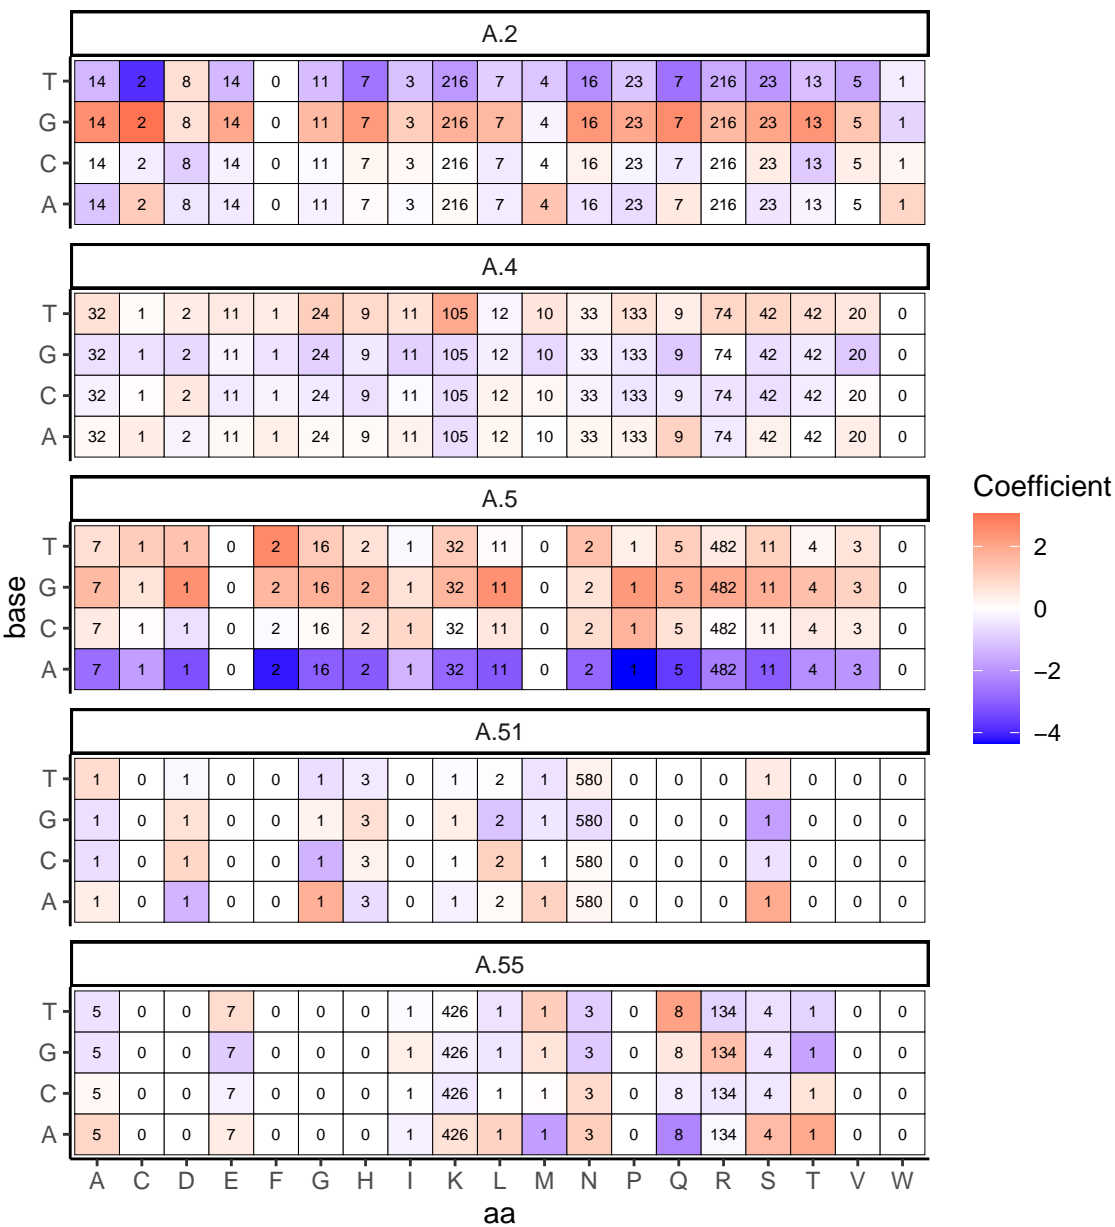 A.2
T 14 2 8 14 0 11 7 3 216 7 4 16 23 7 216 23 13 5 1
G 14 2 8 14 0 11 7 3 216 7 4 16 23 7 216 23 13 5 1
C 14 2 8 14 0 11 7 3 216 7 4 16 23 7 216 23 13 5 1
A 14 2 8 14 0 11 7 3 216 7 4 16 23 7 216 23 13 5 1
A.4
T 32 1 2 11 1 24 9 11 105 12 10 33 133 9 74 42 42 20 0
G 32 1 2 11 1 24 9 11 105 12 10 33 133 9 74 42 42 20 0
C 32 1 2 11 1 24 9 11 105 12 10 33 133 9 74 42 42 20 0
A 32 1 2 11 1 24 9 11 105 12 10 33 133 9 74 42 42 20 0
A.5
T 7 1 1 0 2 16 2 1 32 11 0 2 1 5 482 11 4 3 0
G 7 1 1 0 2 16 2 1 32 11 0 2 1 5 482 11 4 3 0
C 7 1 1 0 2 16 2 1 32 11 0 2 1 5 482 11 4 3 0
A 7 1 1 0 2 16 2 1 32 11 0 2 1 5 482 11 4 3 0
A.51
T 1 0 1 0 0 1 3 0 1 2 1 580 0 0 0 1 0 0 0
G 1 0 1 0 0 1 3 0 1 2 1 580 0 0 0 1 0 0 0
C 1 0 1 0 0 1 3 0 1 2 1 580 0 0 0 1 0 0 0
A 1 0 1 0 0 1 3 0 1 2 1 580 0 0 0 1 0 0 0
A.55
T 5 0 0 7 0 0 0 1 426 1 1 3 0 8 134 4 1 0 0
G 5 0 0 7 0 0 0 1 426 1 1 3 0 8 134 4 1 0 0
C 5 0 0 7 0 0 0 1 426 1 1 3 0 8 134 4 1 0 0
A 5 0 0 7 0 0 0 1 426 1 1 3 0 8 134 4 1 0 0
A C D E F G H I K L M N P Q R S T V W
aa
base
Coefficient
2
0
−2
−4